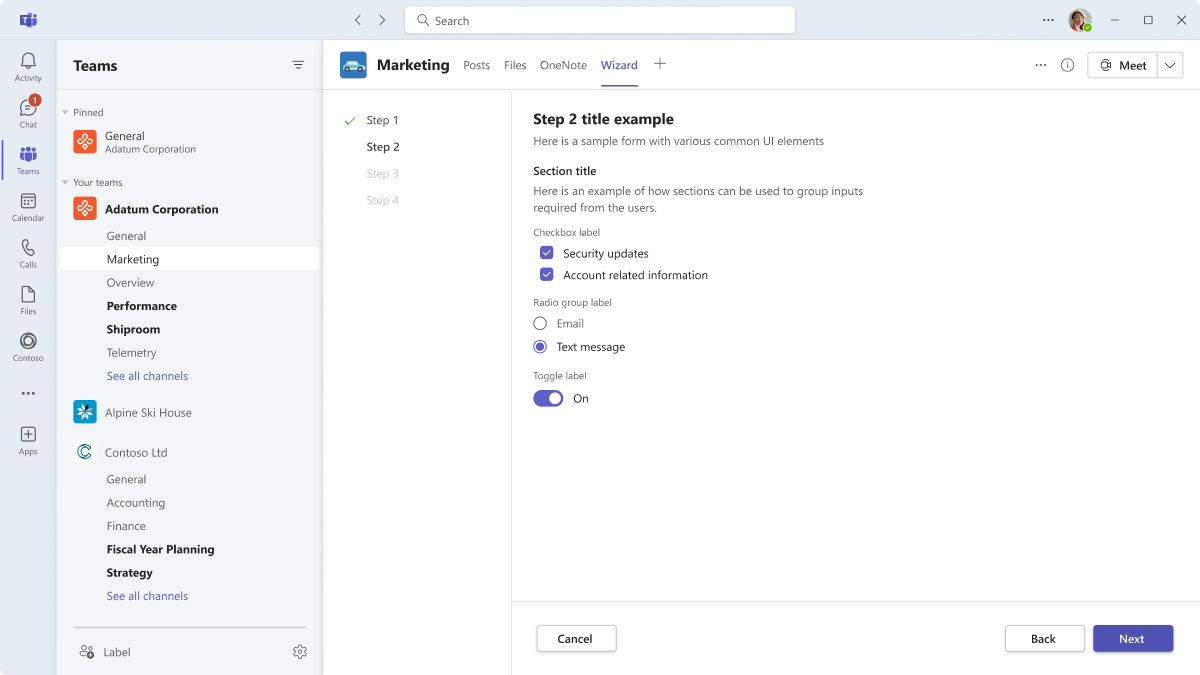 Search
Activity
1
Chat
Teams
Calendar
Calls
Files
Contoso
Apps
Teams
Pinned
General
Adatum Corporation
Your teams
Adatum Corporation
General
Marketing
Overview
Performance
Shiproom
Telemetry
See all channels
Alpine Ski House
Contoso Ltd
General
Accounting
Finance
Fiscal Year Planning
Strategy
See all channels
Label
Marketing Posts Files OneNote Wizard
Meet
Step 1
Step 2
Step 3
Step 4
Step 2 title example
Here is a sample form with various common UI elements
Section title
Here is an example of how sections can be used to group inputs
required from the users.
Checkbox label
Security updates
Account related information
Radio group label
Email
Text message
Toggle label
On
Cancel
Back
Next